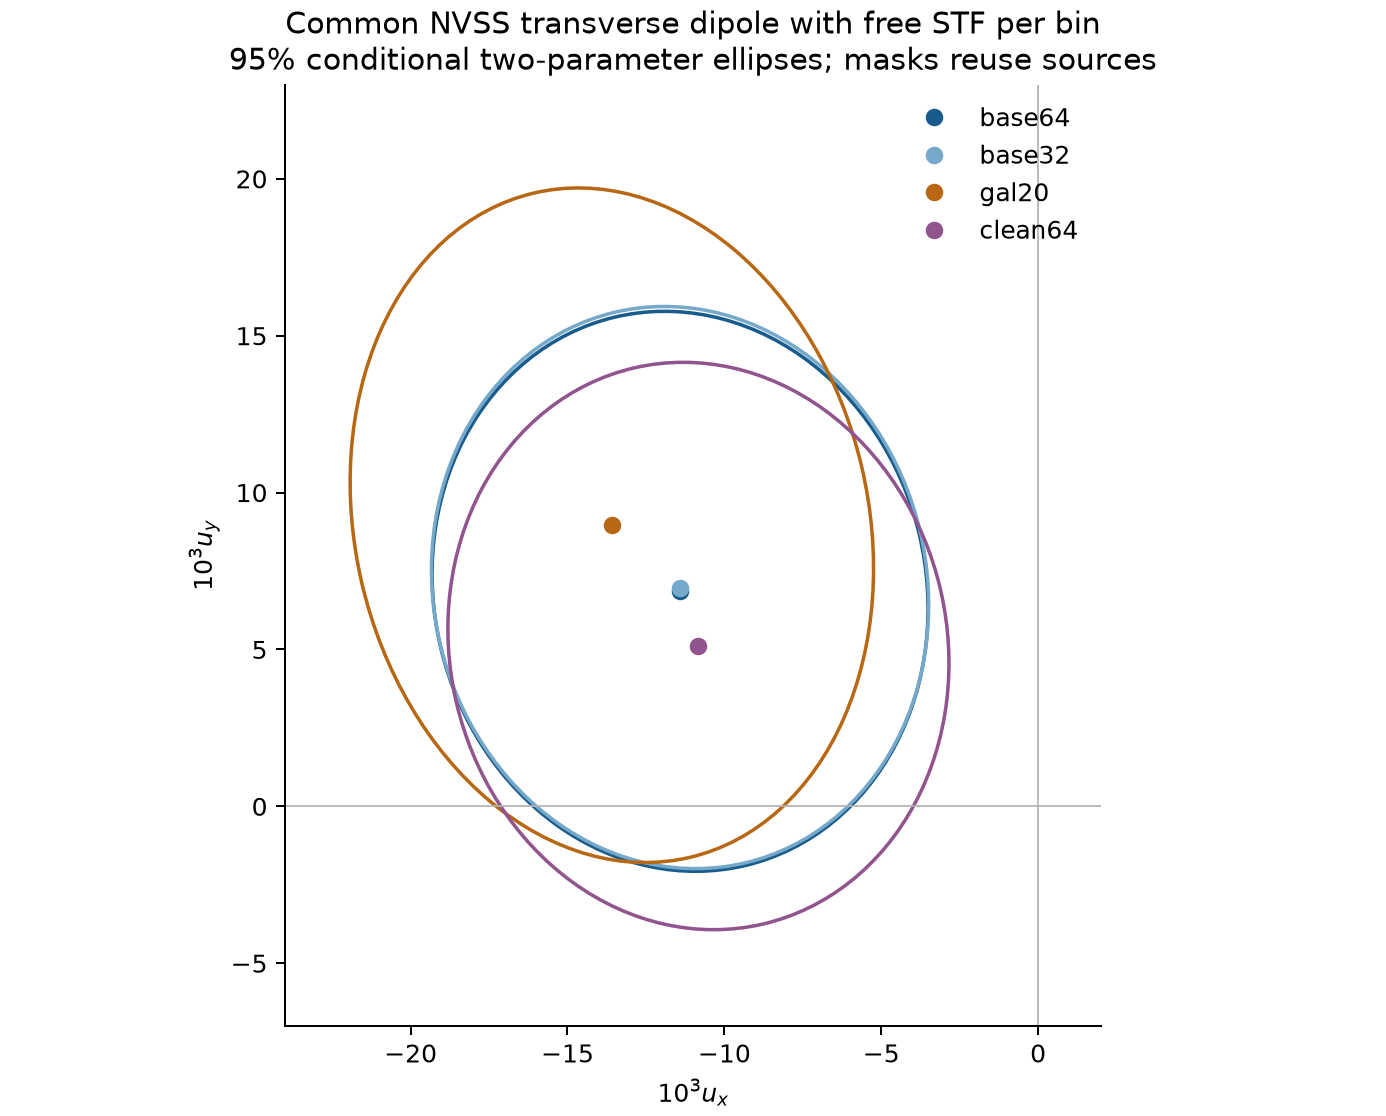 Common NVSS transverse dipole with free STF per bin
95% conditional two-parameter ellipses; masks reuse sources
base64
base32
gal20
clean64
20
15
10
5
0
−5
10³u_y
−20
−15
−10
−5
0
10³u_x